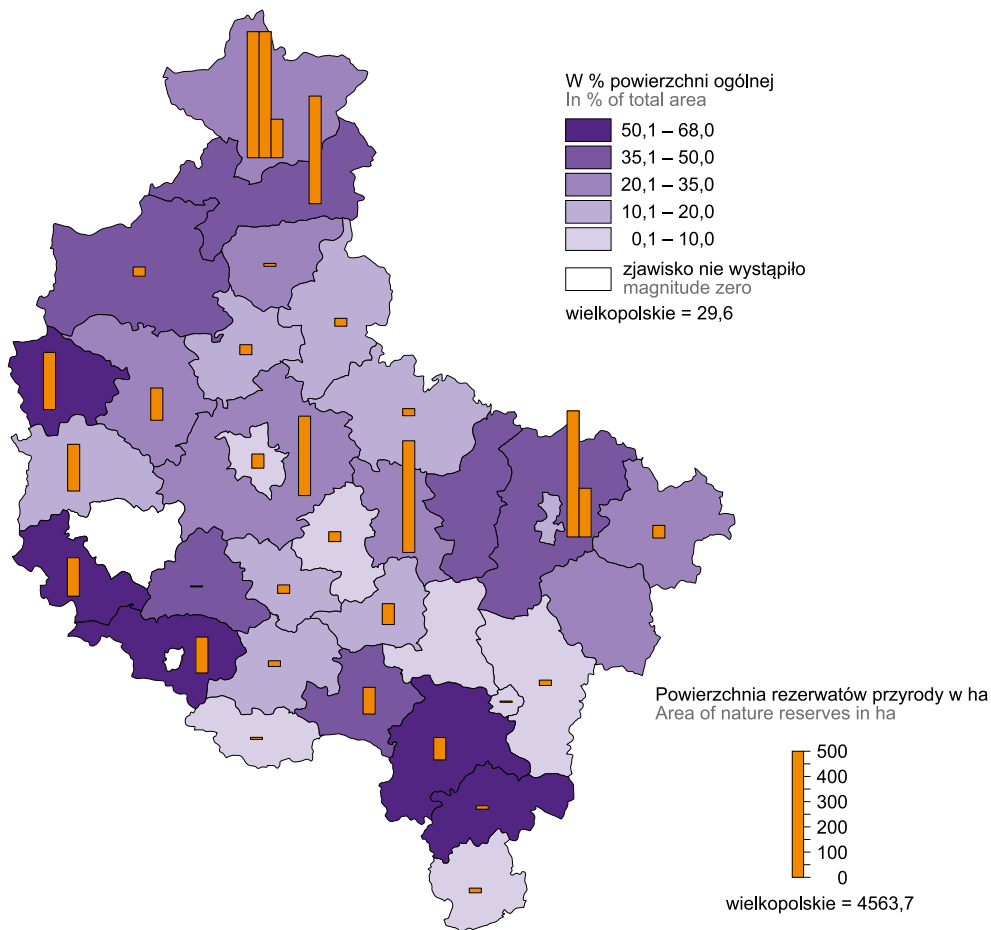 W % powierzchni ogólnej
In % of total area
50,1 – 68,0
35,1 – 50,0
20,1 – 35,0
10,1 – 20,0
0,1 – 10,0
zjawisko nie wystąpiło
magnitude zero
wielkopolskie = 29,6
Powierzchnia rezerwatów przyrody w ha
Area of nature reserves in ha
500
400
300
200
100
0
wielkopolskie = 4563,7